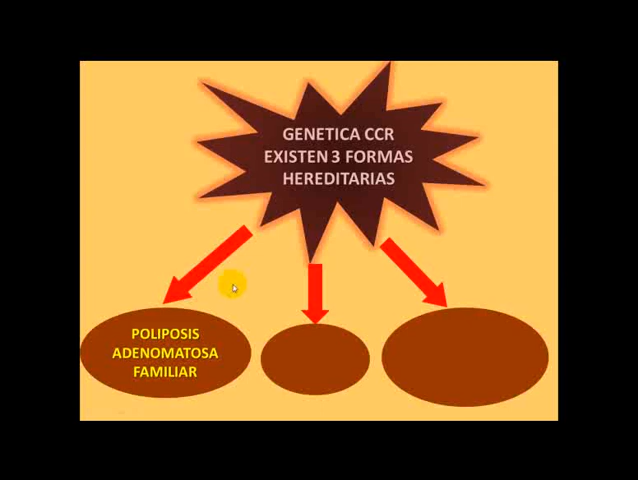 GENETICA CCR
EXISTEN 3 FORMAS
HEREDITARIAS
POLIPOSIS
ADENOMATOSA
FAMILIAR